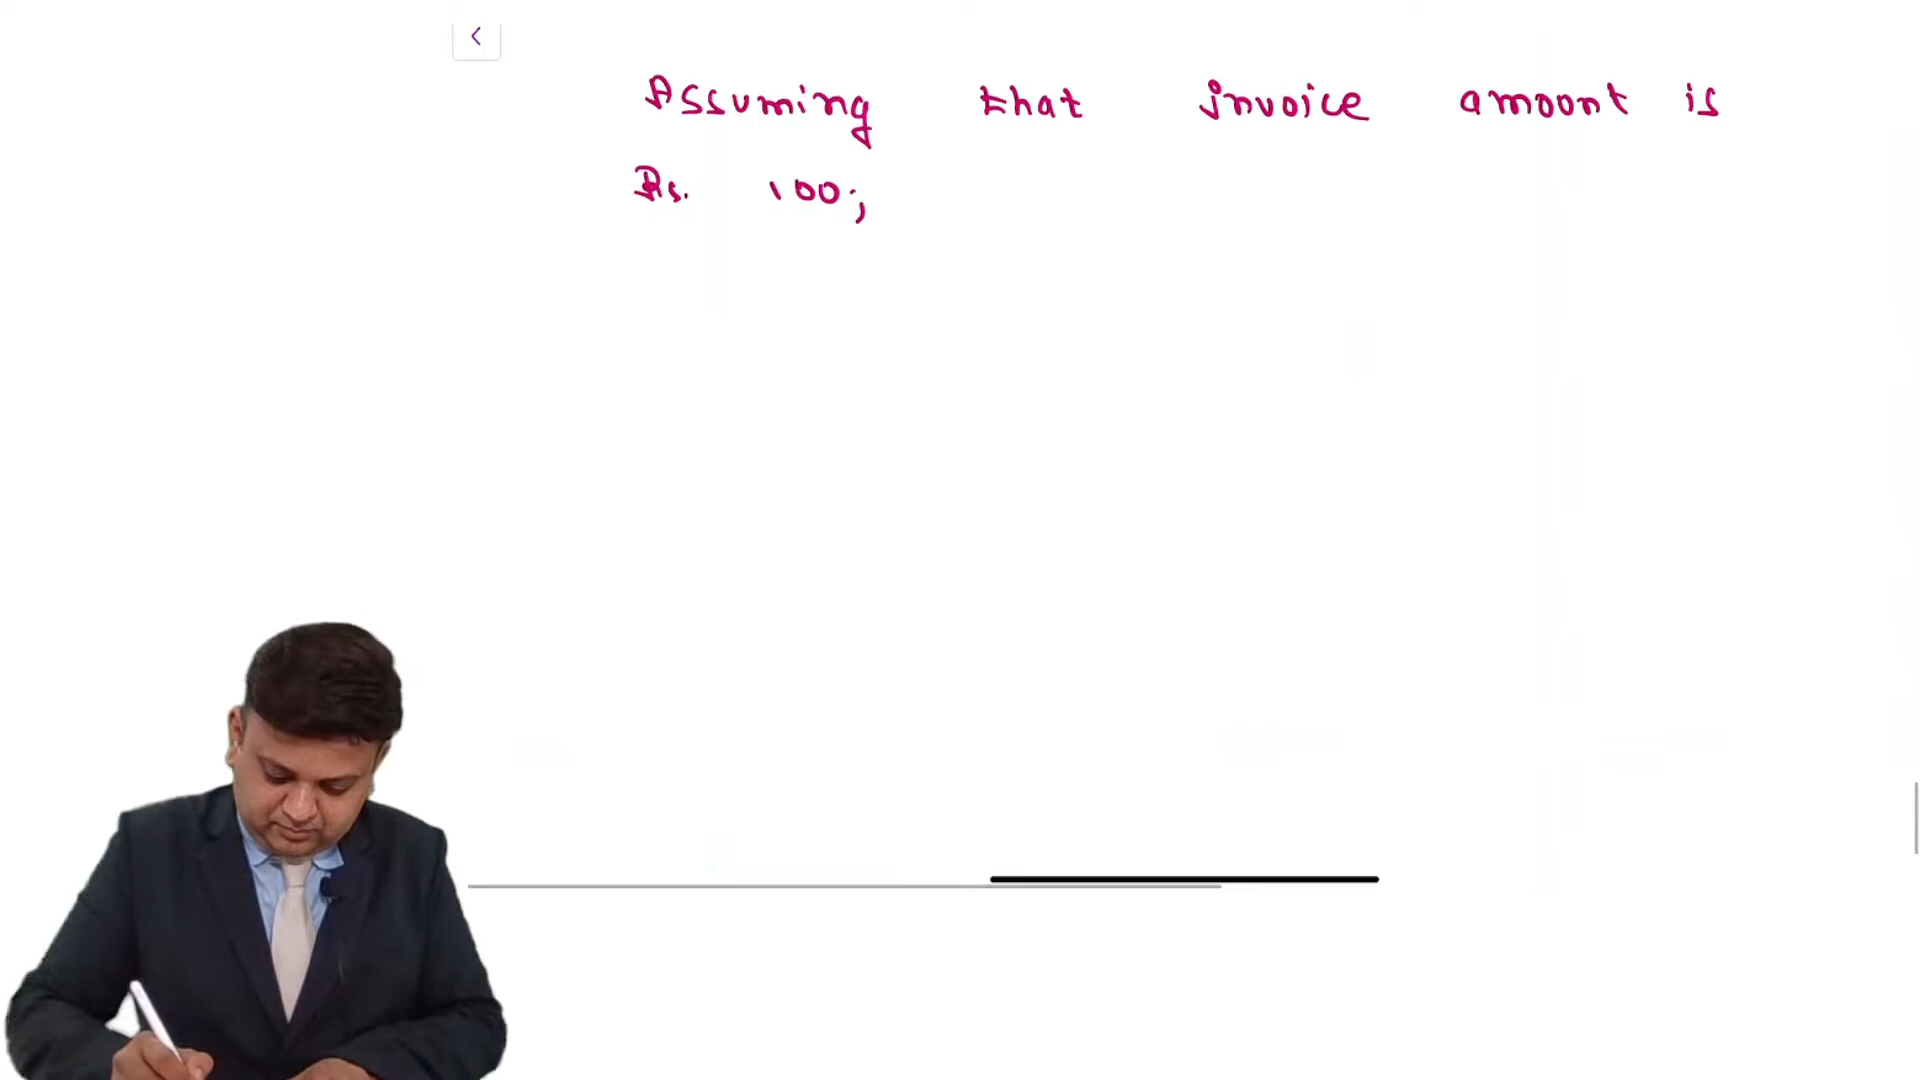 Assuming that invoice amount is
Rs. 100;